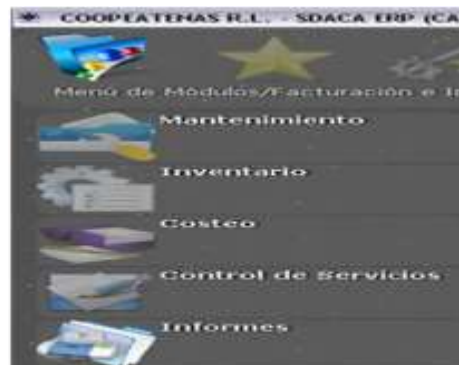 COOPEATENAS R.L. - SDACA ERP (CA
Menú de Módulos/Facturación e I
Mantenimiento
Inventario
Costeo
Control de Servicios
Informes